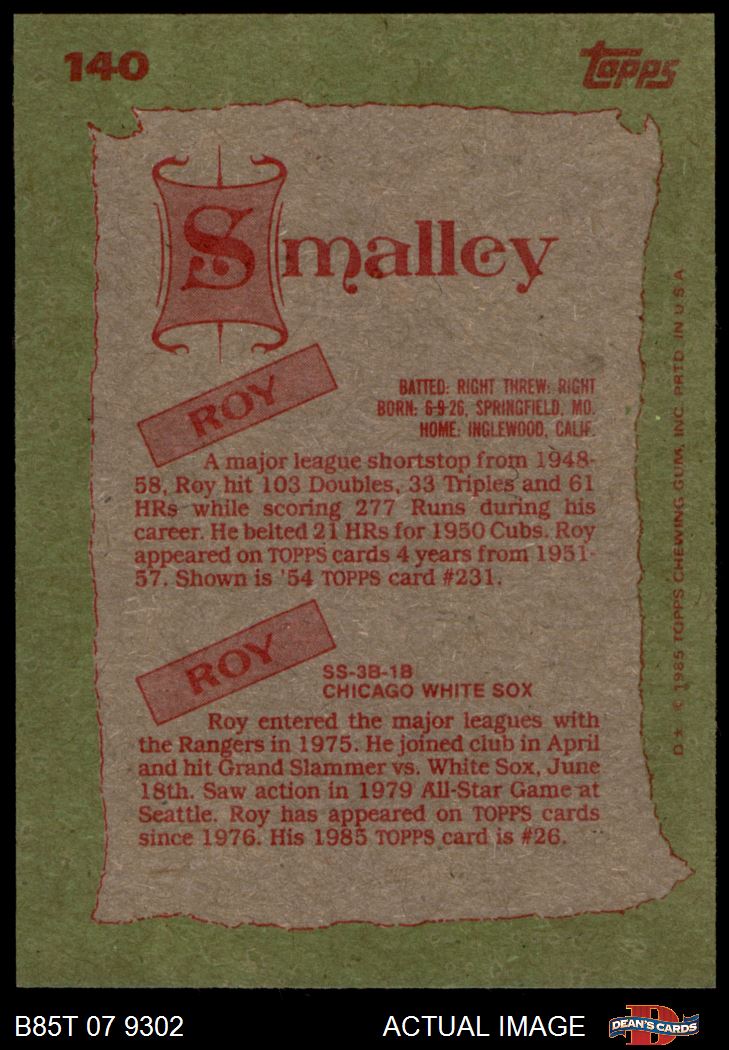 140
TOPPS
Smalley
ROY
BATTED: RIGHT THREW: RIGHT
BORN: 6-9-26, SPRINGFIELD, MO.
HOME: INGLEWOOD, CALIF.
A major league shortstop from 1948-
58, Roy hit 103 Doubles, 33 Triples and 61
HRs while scoring 277 Runs during his
career. He belted 21 HRs for 1950 Cubs. Roy
appeared on TOPPS cards 4 years from 1951-
57. Shown is '54 TOPPS card #231.
ROY
SS-3B-1B
CHICAGO WHITE SOX
Roy entered the major leagues with
the Rangers in 1975. He joined club in April
and hit Grand Slammer vs. White Sox, June
18th. Saw action in 1979 All-Star Game at
Seattle. Roy has appeared on TOPPS cards
since 1976. His 1985 TOPPS card is #26.
D★ © 1985 TOPPS CHEWING GUM, INC. PRTD. IN U.S.A.
B85T 07 9302
ACTUAL IMAGE
DEAN'S CARDS